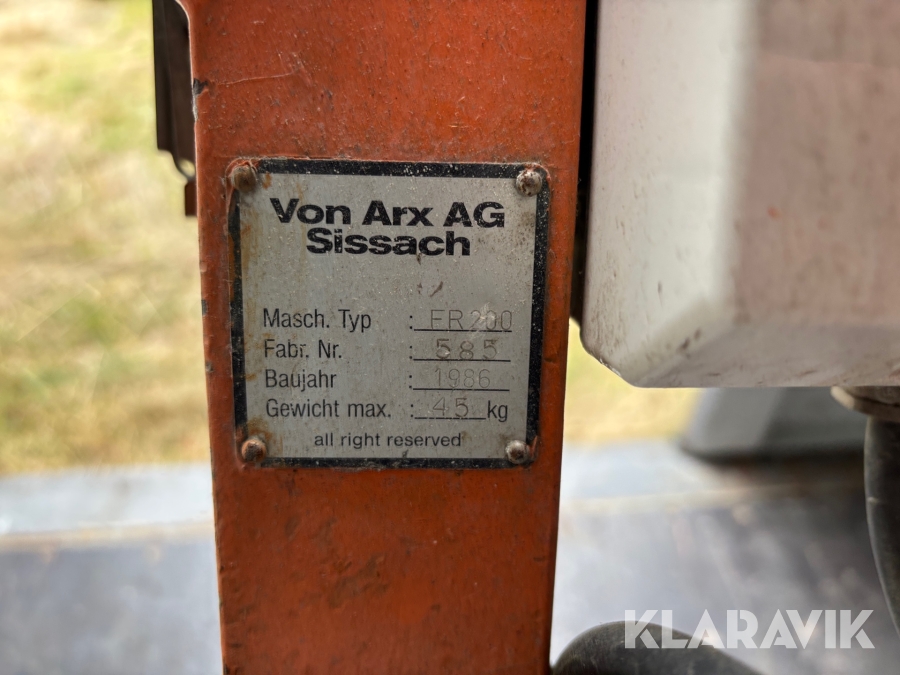 Von Arx AG
Sissach
Masch. Typ : FR200
Fabr. Nr. : 585
Baujahr : 1986
Gewicht max. : 45 kg
all right reserved
KLARAVIK